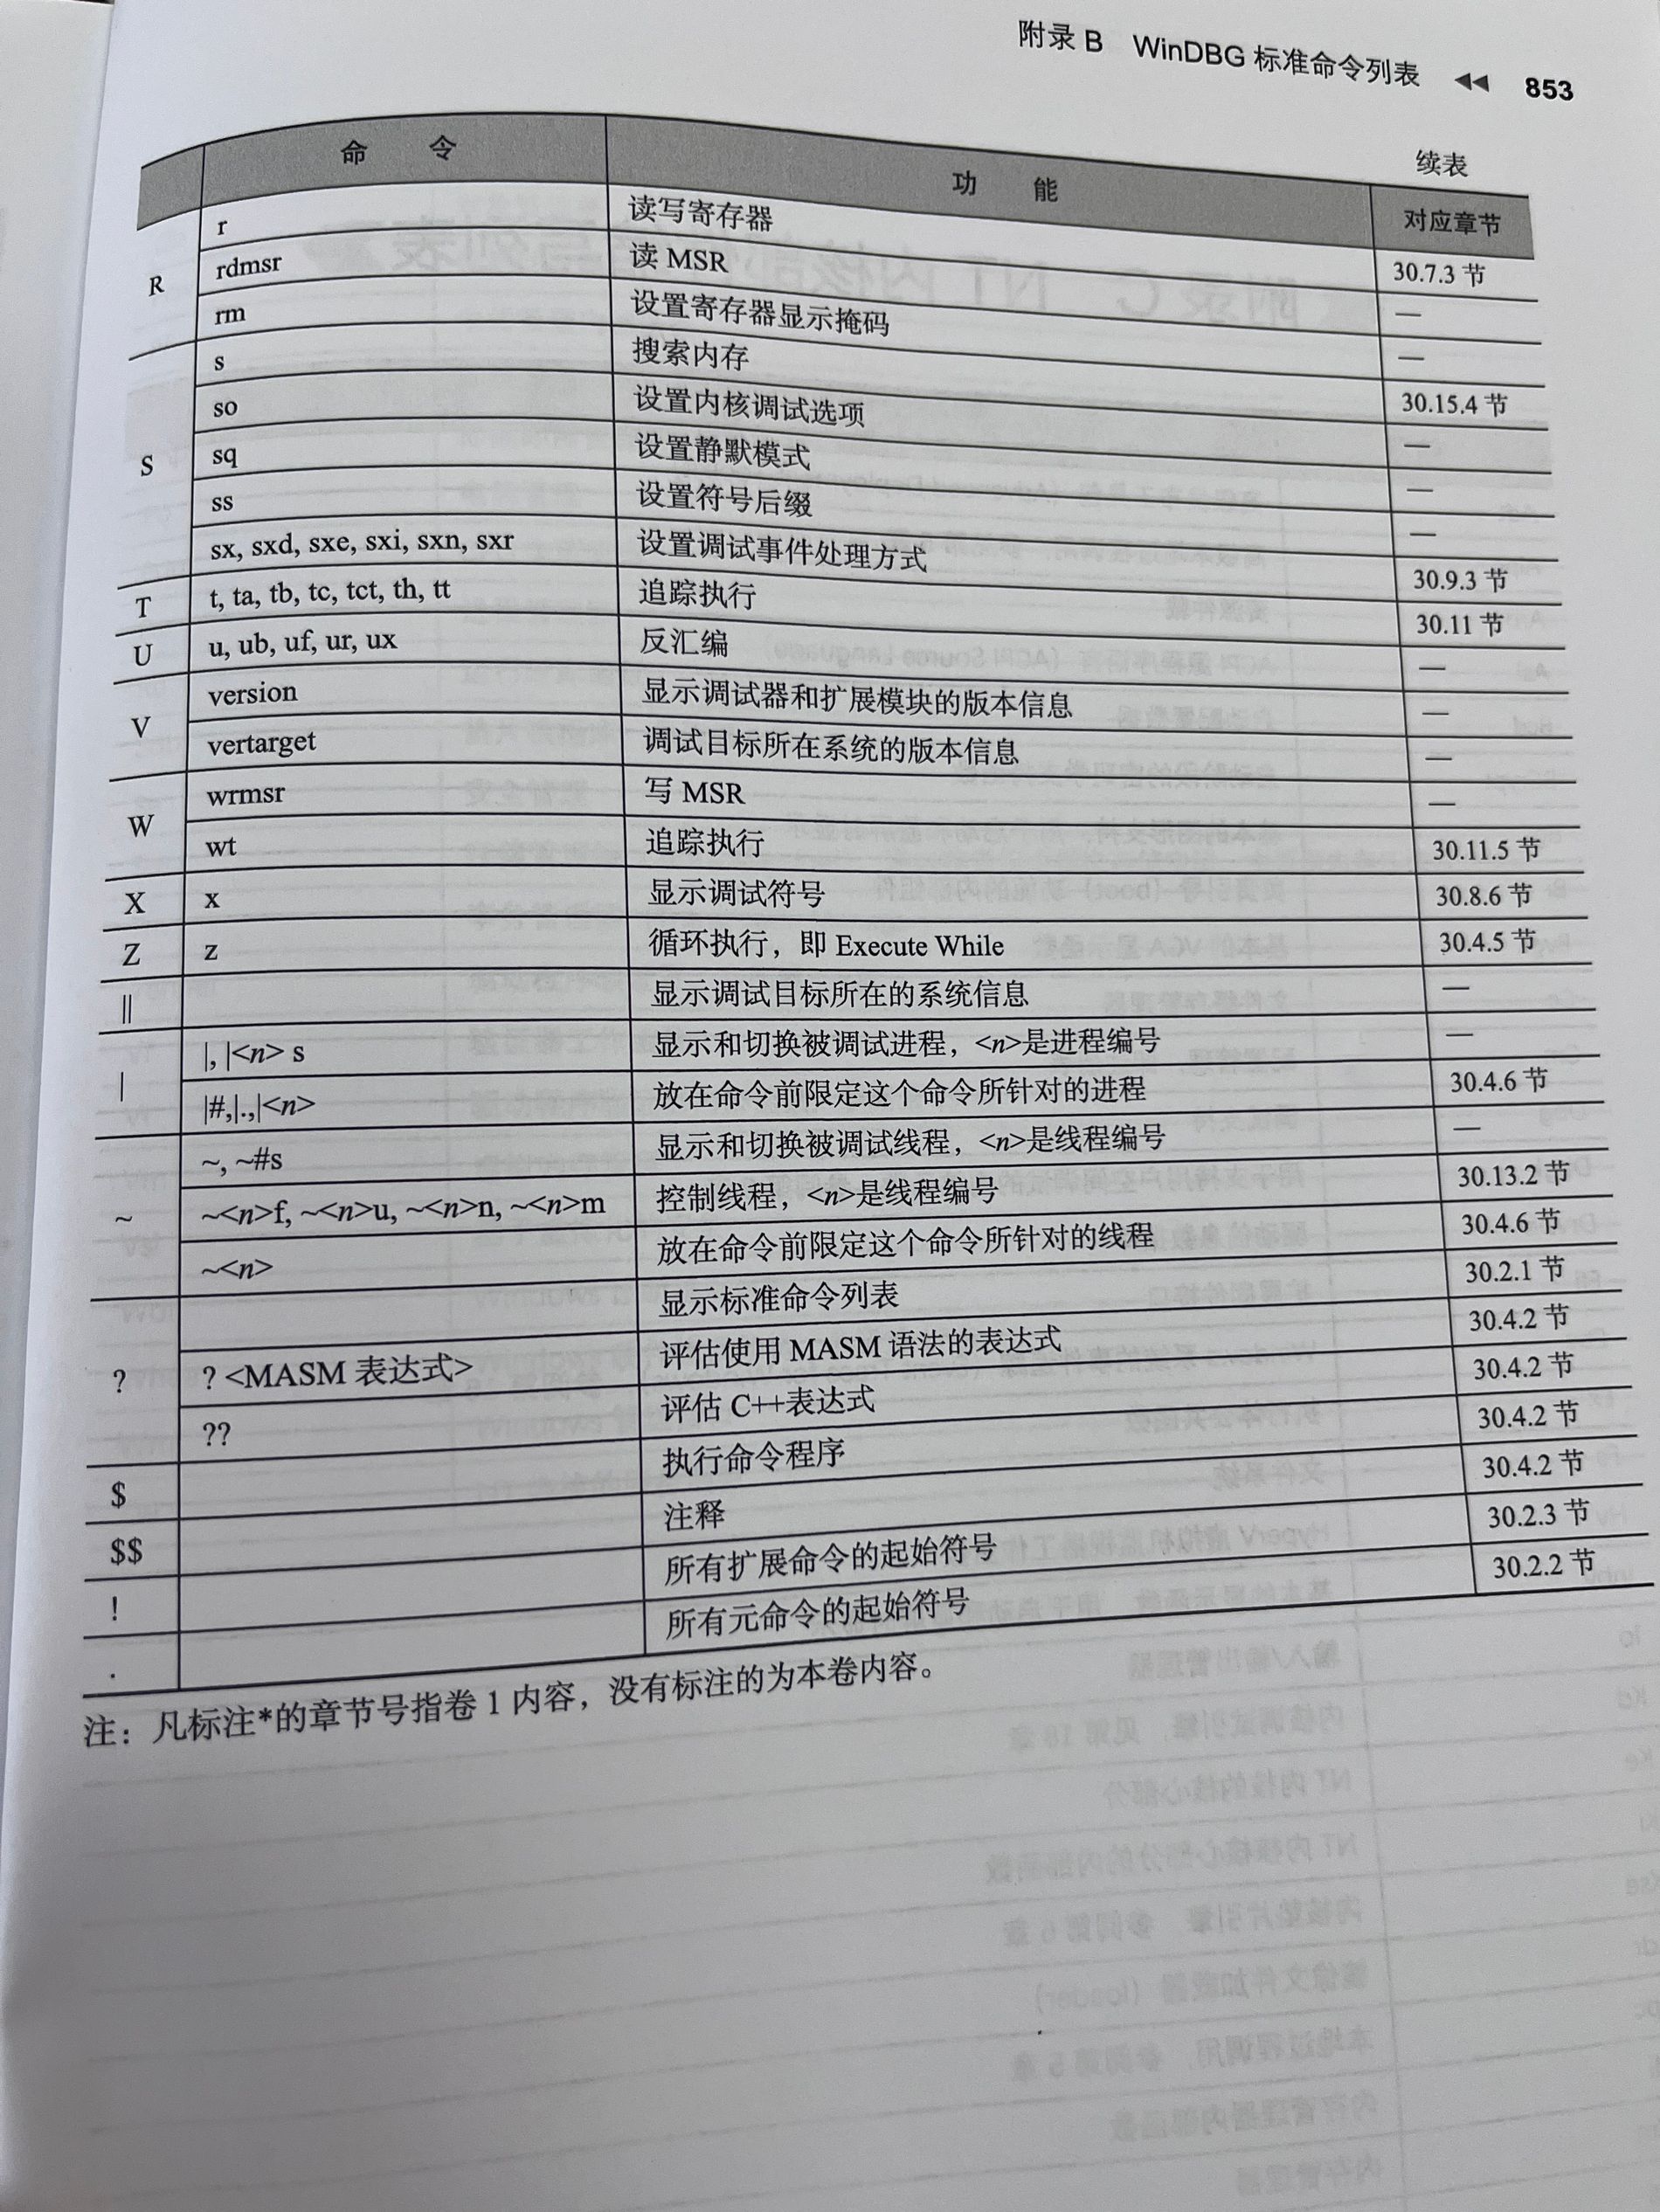 附录 B WinDBG 标准命令列表 ◀◀ 853
续表
命 令 功 能 对应章节
R r 读写寄存器 30.7.3 节
rdmsr 读 MSR —
rm 设置寄存器显示掩码 —
S s 搜索内存 30.15.4 节
so 设置内核调试选项 —
sq 设置静默模式 —
ss 设置符号后缀 —
sx, sxd, sxe, sxi, sxn, sxr 设置调试事件处理方式 30.9.3 节
T t, ta, tb, tc, tct, th, tt 追踪执行 30.11 节
U u, ub, uf, ur, ux 反汇编 —
V version 显示调试器和扩展模块的版本信息 —
vertarget 调试目标所在系统的版本信息 —
W wrmsr 写 MSR —
wt 追踪执行 30.11.5 节
X x 显示调试符号 30.8.6 节
Z z 循环执行，即 Execute While 30.4.5 节
|| 显示调试目标所在的系统信息 —
| |, |<n> s 显示和切换被调试进程，<n>是进程编号 —
|#,|.,|<n> 放在命令前限定这个命令所针对的进程 30.4.6 节
~ ~, ~#s 显示和切换被调试线程，<n>是线程编号 —
~<n>f, ~<n>u, ~<n>n, ~<n>m 控制线程，<n>是线程编号 30.13.2 节
~<n> 放在命令前限定这个命令所针对的线程 30.4.6 节
? 显示标准命令列表 30.2.1 节
? <MASM 表达式> 评估使用 MASM 语法的表达式 30.4.2 节
?? 评估 C++表达式 30.4.2 节
$ 执行命令程序 30.4.2 节
$$ 注释 30.4.2 节
! 所有扩展命令的起始符号 30.2.3 节
. 所有元命令的起始符号 30.2.2 节
注：凡标注*的章节号指卷 1 内容，没有标注的为本卷内容。